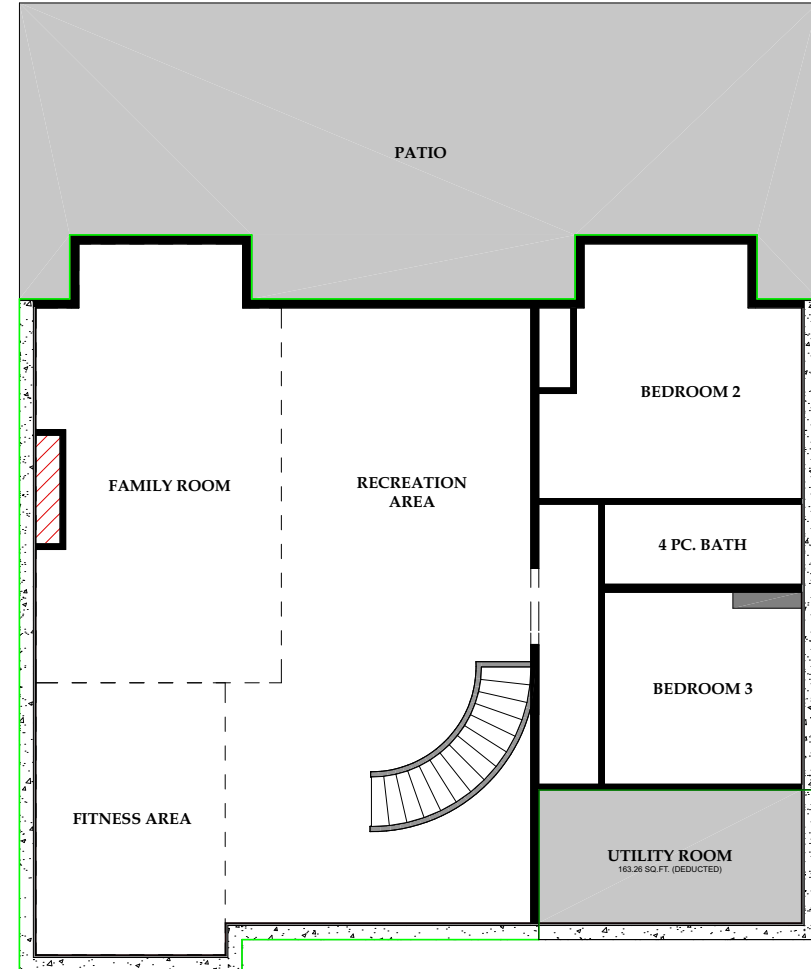 PATIO
BEDROOM 2
FAMILY ROOM
RECREATION
AREA
4 PC. BATH
BEDROOM 3
FITNESS AREA
UTILITY ROOM
163.26 SQ.FT. (DEDUCTED)